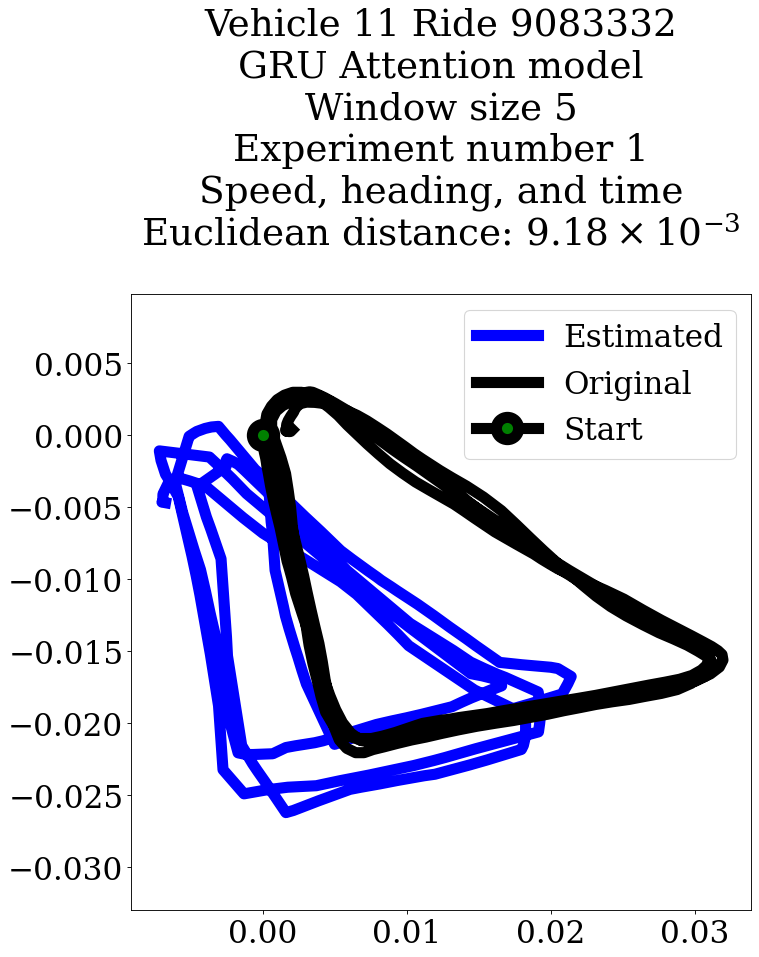 Vehicle 11 Ride 9083332
GRU Attention model
Window size 5
Experiment number 1
Speed, heading, and time
Euclidean distance: 9.18 × 10⁻³
Estimated
Original
Start
0.005
0.000
−0.005
−0.010
−0.015
−0.020
−0.025
−0.030
0.00 0.01 0.02 0.03